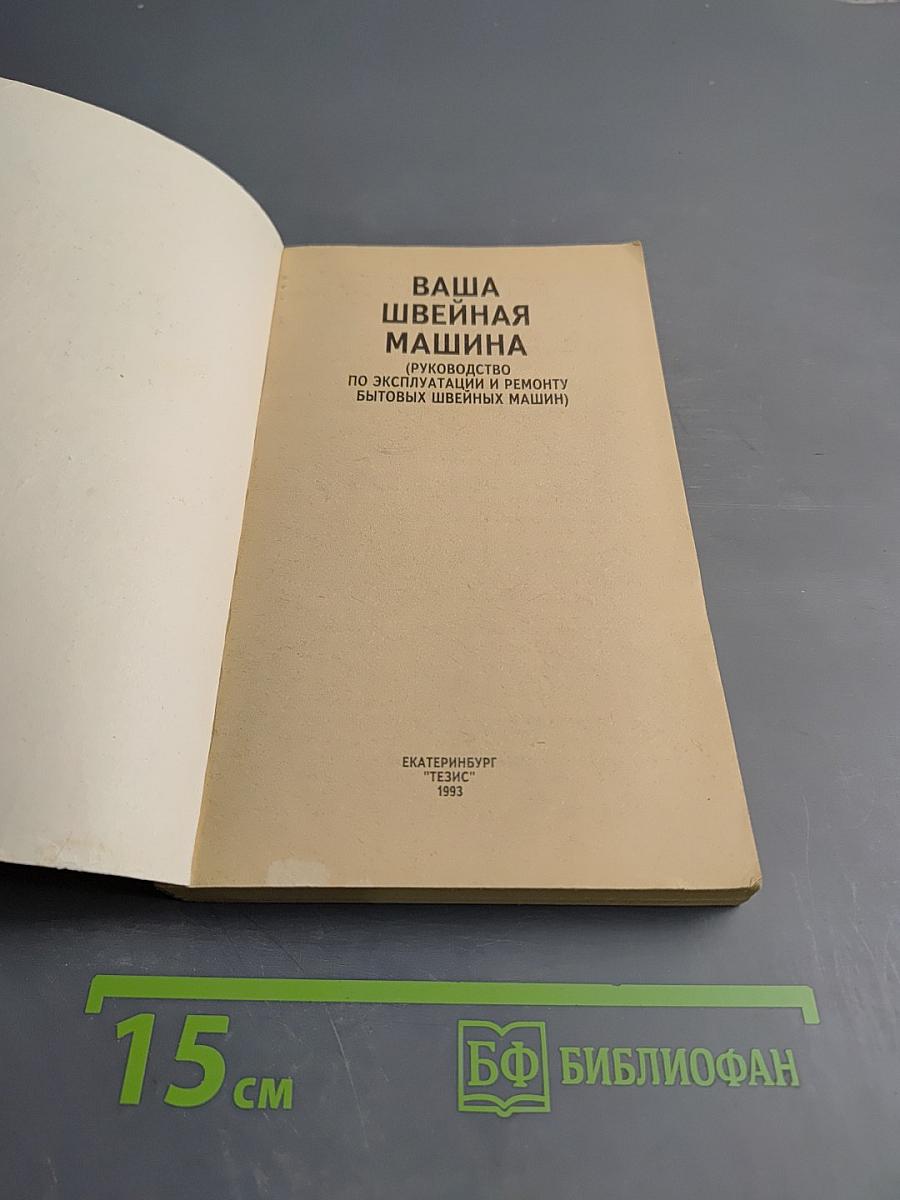 ВАША
ШВЕЙНАЯ
МАШИНА
(РУКОВОДСТВО
ПО ЭКСПЛУАТАЦИИ И РЕМОНТУ
БЫТОВЫХ ШВЕЙНЫХ МАШИН)
ЕКАТЕРИНБУРГ
"ТЕЗИС"
1993
15 см
БФ БИБЛИОФАН